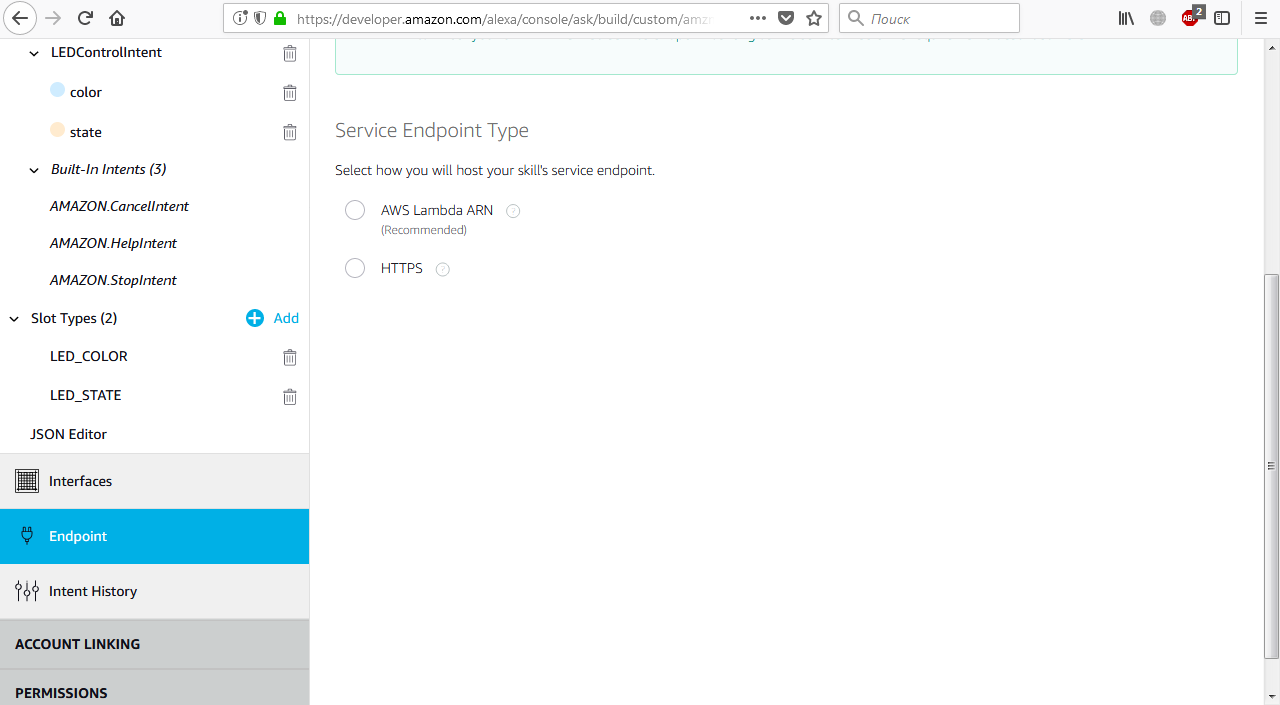 https://developer.amazon.com/alexa/console/ask/build/custom/amz
Поиск
ABP
2
LEDControlIntent
color
state
Built-In Intents (3)
AMAZON.CancelIntent
AMAZON.HelpIntent
AMAZON.StopIntent
Slot Types (2)
Add
LED_COLOR
LED_STATE
JSON Editor
Interfaces
Endpoint
Intent History
ACCOUNT LINKING
PERMISSIONS
Service Endpoint Type
Select how you will host your skill's service endpoint.
AWS Lambda ARN ?
(Recommended)
HTTPS ?